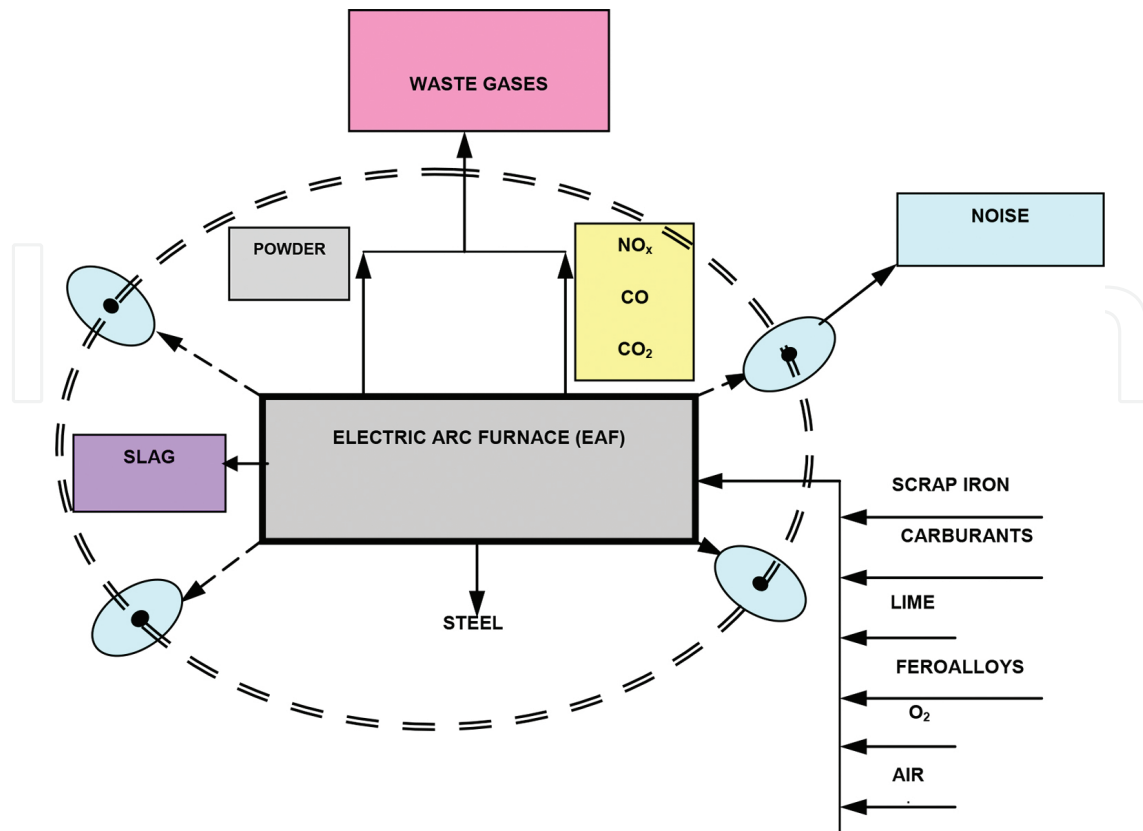 WASTE GASES
NOISE
POWDER
NOₓ
CO
CO₂
ELECTRIC ARC FURNACE (EAF)
SLAG
SCRAP IRON
CARBURANTS
LIME
FEROALLOYS
O₂
AIR
STEEL